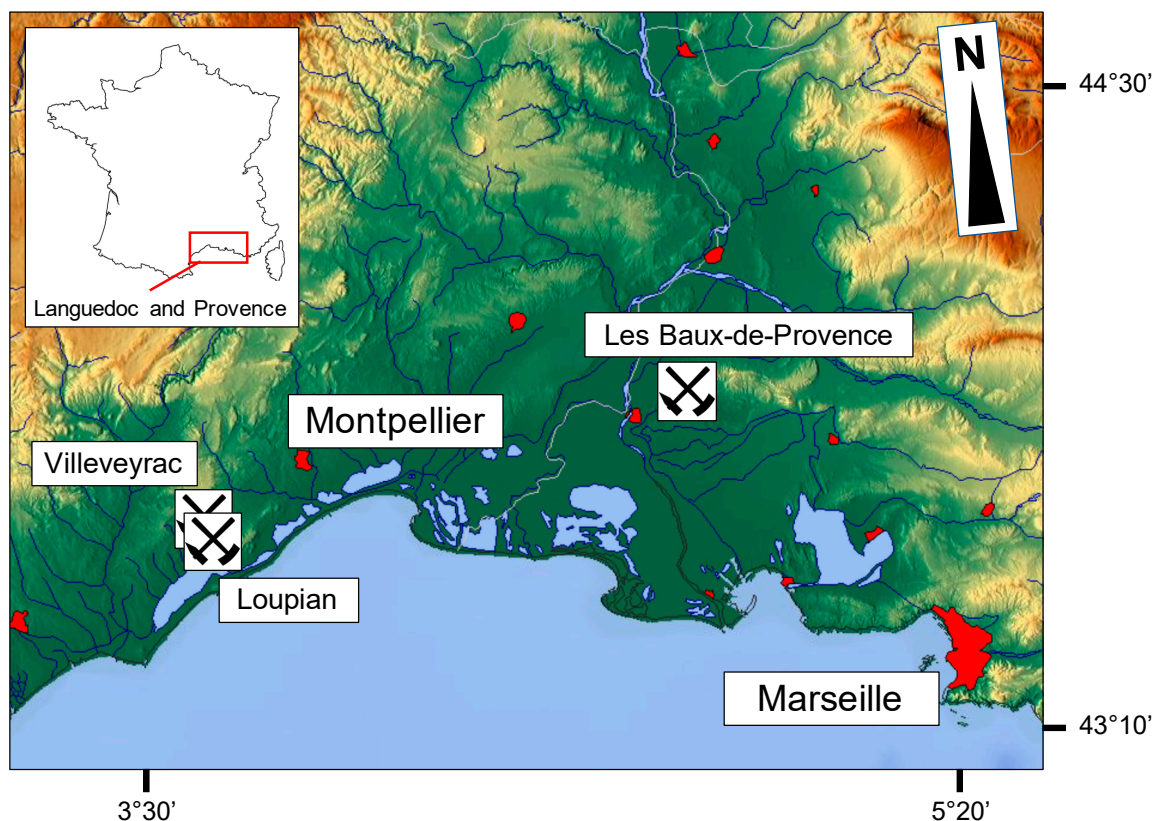 N
44°30’
Languedoc and Provence
Les Baux-de-Provence
Montpellier
Villeveyrac
Loupian
Marseille
43°10’
3°30’
5°20’